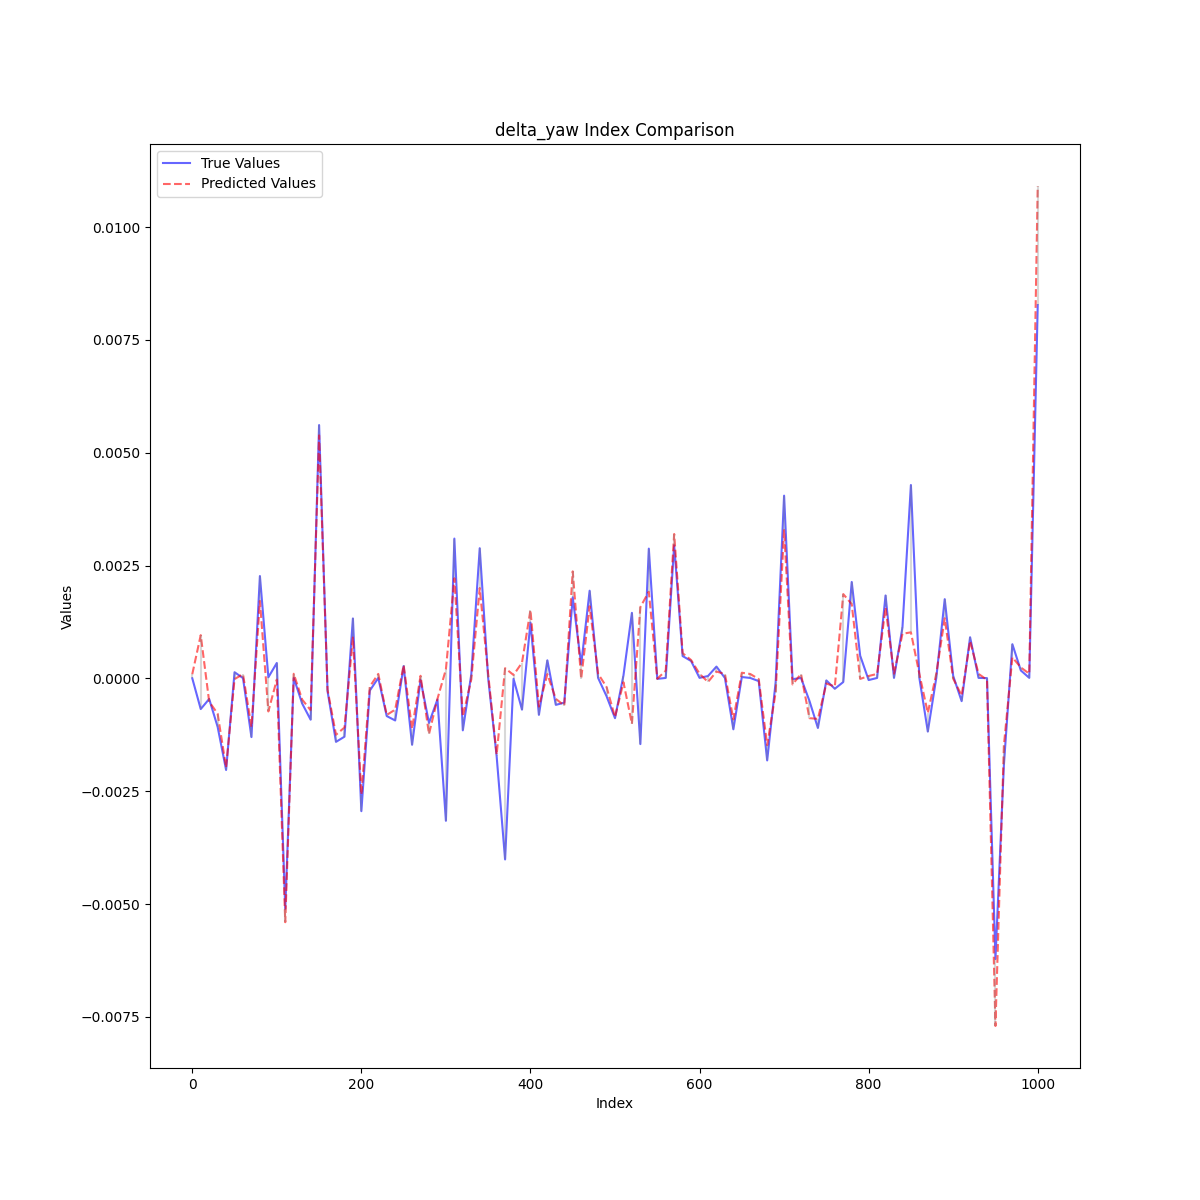 delta_yaw Index Comparison
True Values
Predicted Values
0.0100
0.0075
0.0050
0.0025
0.0000
−0.0025
−0.0050
−0.0075
Values
0 200 400 600 800 1000
Index